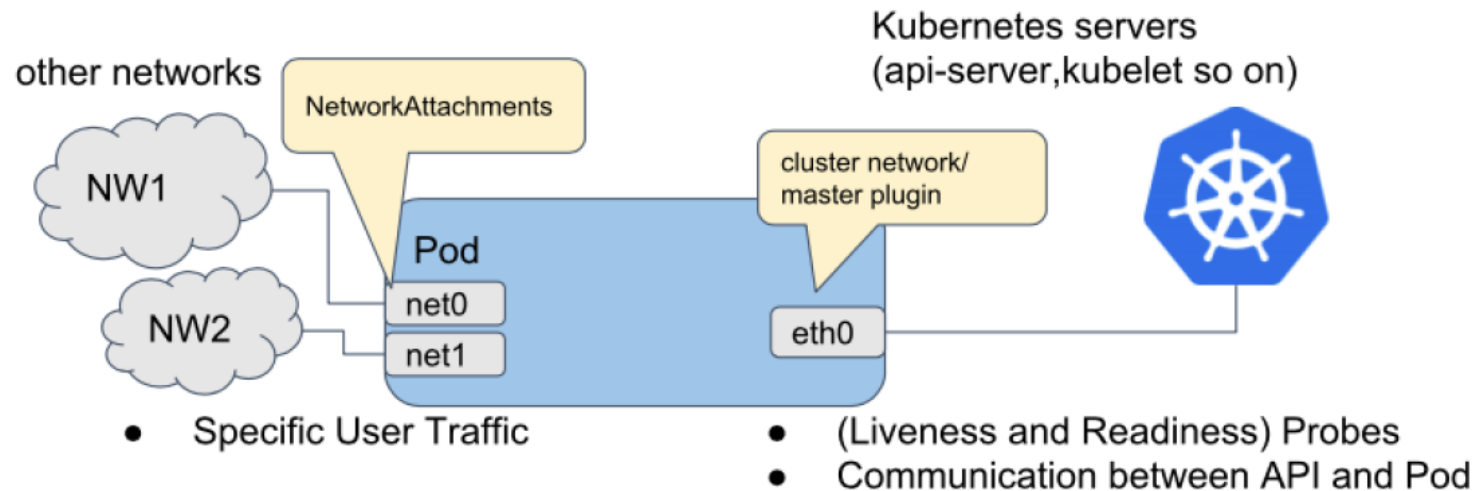 Kubernetes servers
(api-server,kubelet so on)
other networks
NetworkAttachments
cluster network/
master plugin
NW1
Pod
net0
NW2
net1
eth0
● Specific User Traffic
● (Liveness and Readiness) Probes
● Communication between API and Pod